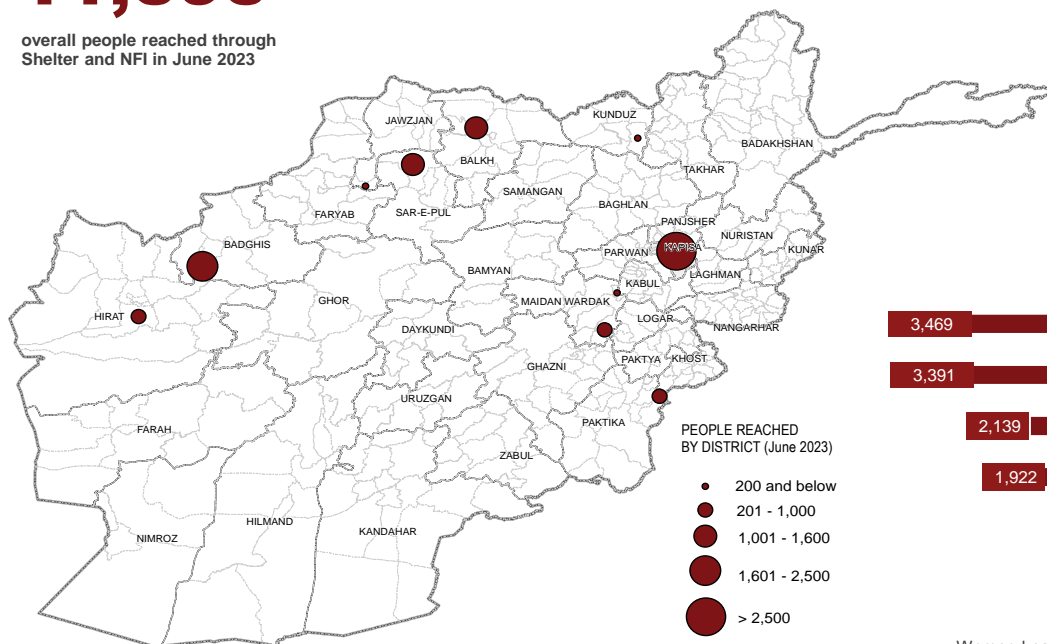 overall people reached through
Shelter and NFI in June 2023
JAWZJAN
KUNDUZ
BALKH
BADAKHSHAN
TAKHAR
SAMANGAN
BAGHLAN
FARYAB
SAR-E-PUL
PANJSHER
NURISTAN
BADGHIS
PARWAN
KAPISA
KUNAR
BAMYAN
LAGHMAN
KABUL
HIRAT
GHOR
MAIDAN WARDAK
LOGAR
NANGARHAR
DAYKUNDI
PAKTYA
KHOST
GHAZNI
URUZGAN
PAKTIKA
FARAH
ZABUL
HILMAND
KANDAHAR
NIMROZ
3,469
3,391
2,139
1,922
PEOPLE REACHED
BY DISTRICT (June 2023)
200 and below
201 - 1,000
1,001 - 1,600
1,601 - 2,500
> 2,500